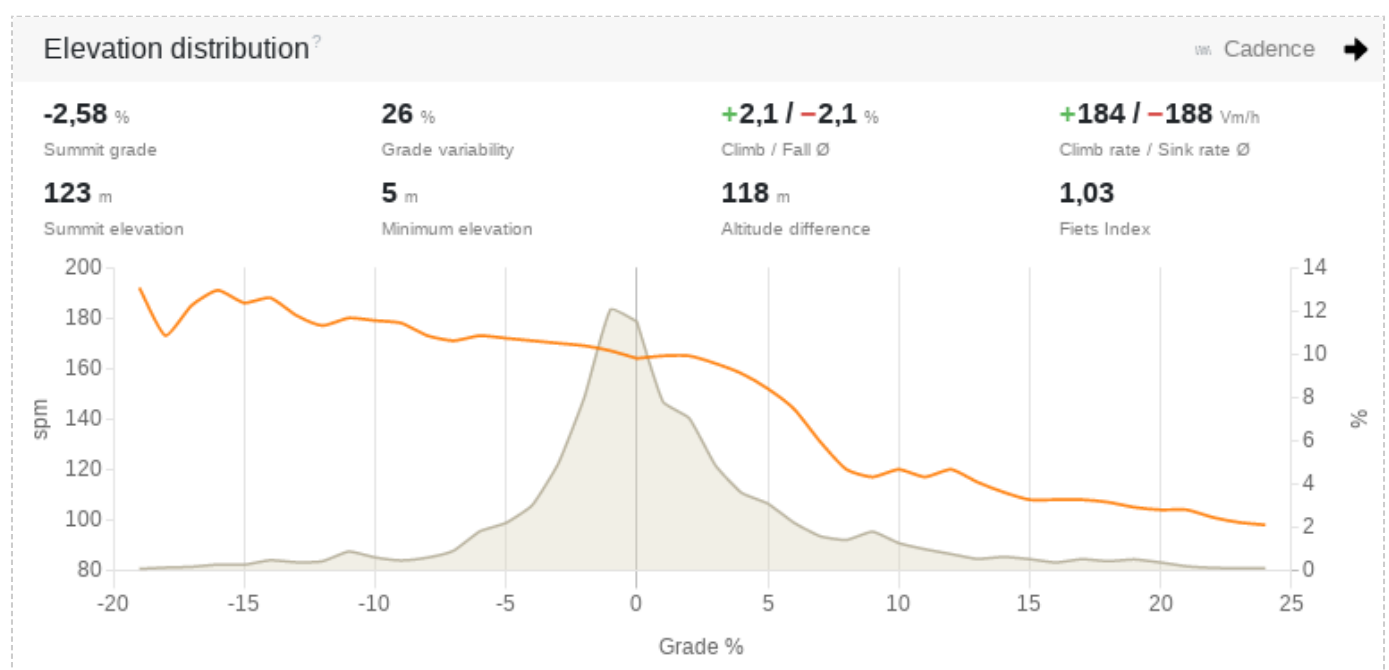 Elevation distribution?
Cadence
-2,58 %
Summit grade
26 %
Grade variability
+2,1 / −2,1 %
Climb / Fall Ø
+184 / −188 Vm/h
Climb rate / Sink rate Ø
123 m
Summit elevation
5 m
Minimum elevation
118 m
Altitude difference
1,03
Fiets Index
200
180
160
140
120
100
80
spm
14
12
10
8
6
4
2
0
%
-20 -15 -10 -5 0 5 10 15 20 25
Grade %